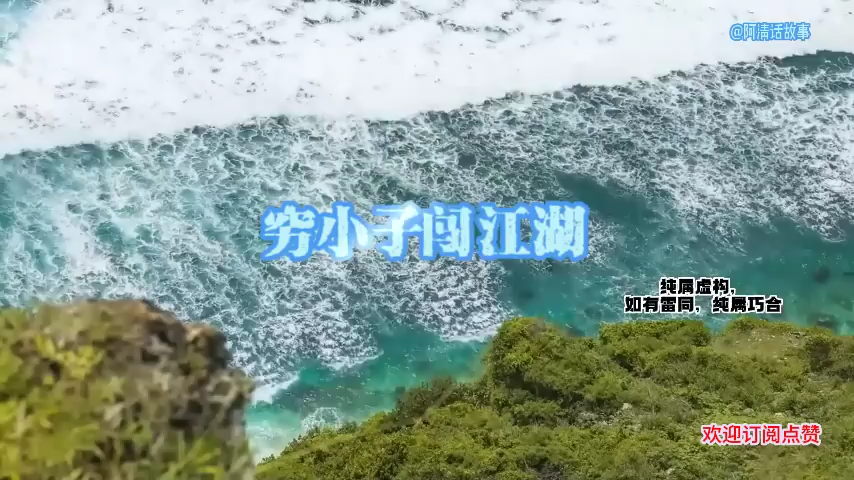 @阿清话故事
穷小子闯江湖
纯属虚构,
如有雷同, 纯属巧合
欢迎订阅点赞